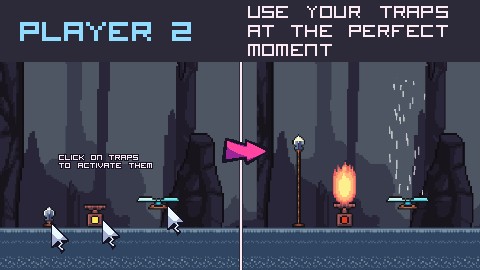 PLAYER 2
USE YOUR TRAPS
AT THE PERFECT
MOMENT
CLICK ON TRAPS
TO ACTIVATE THEM